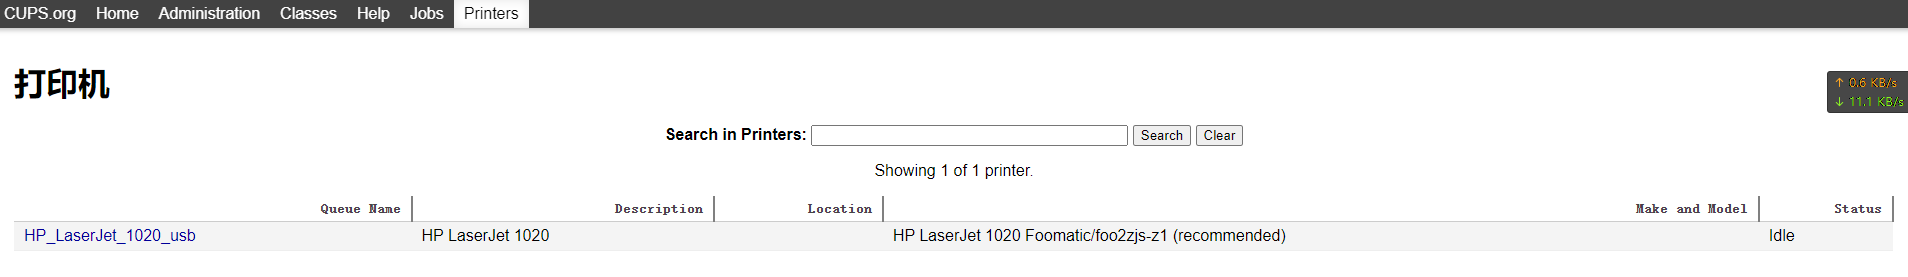 CUPS.org Home Administration Classes Help Jobs Printers
打印机
↑ 0.6 KB/s
↓ 11.1 KB/s
Search in Printers: Search Clear
Showing 1 of 1 printer.
Queue Name Description Location Make and Model Status
HP_LaserJet_1020_usb HP LaserJet 1020 HP LaserJet 1020 Foomatic/foo2zjs-z1 (recommended) Idle